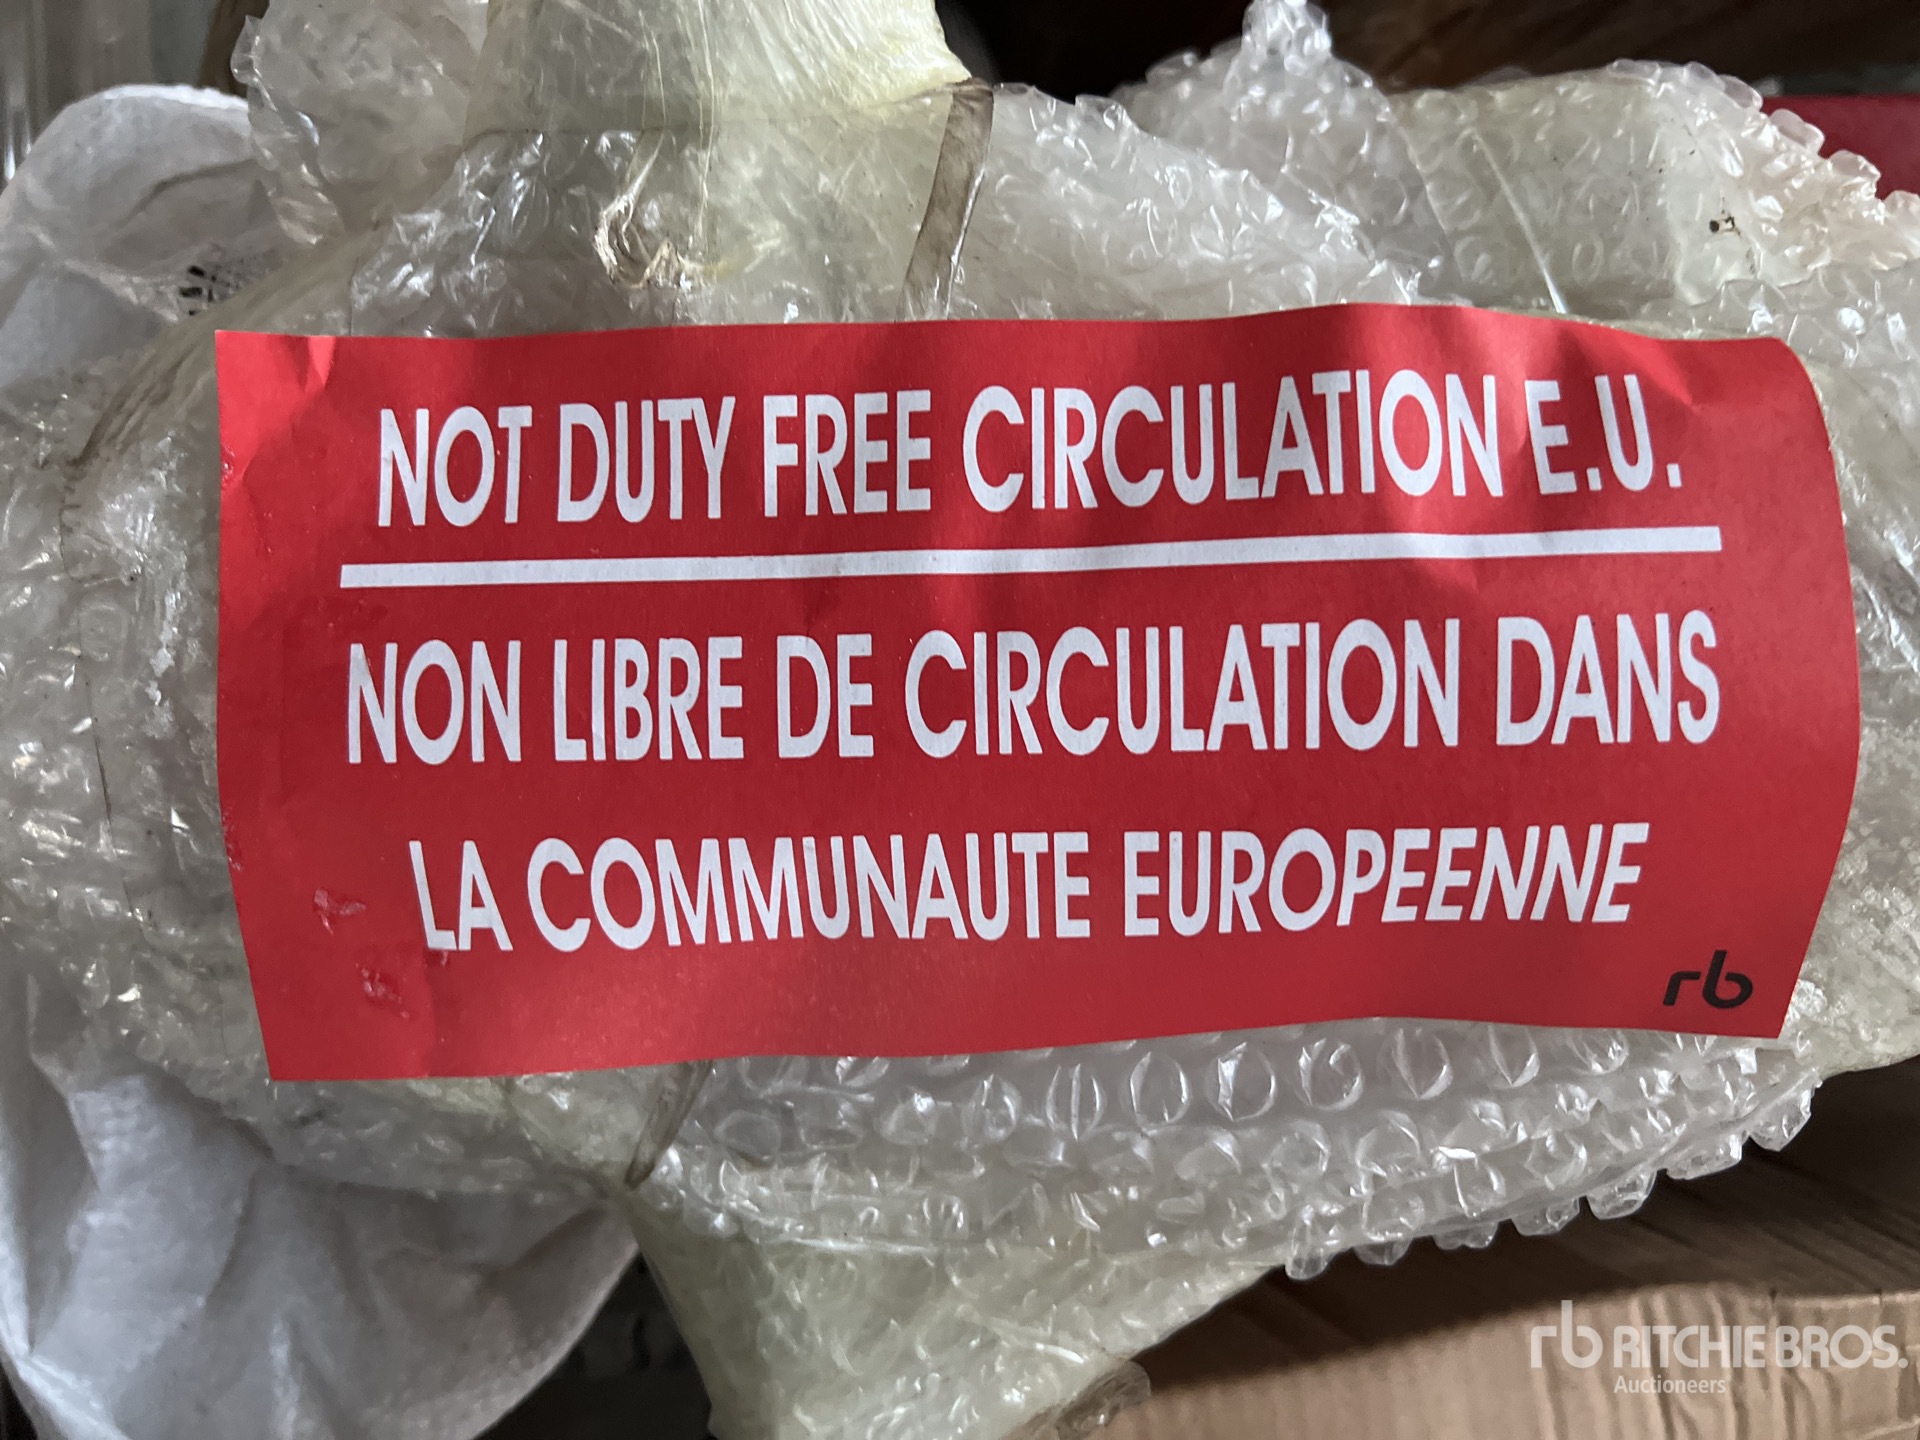 NOT DUTY FREE CIRCULATION E.U.
NON LIBRE DE CIRCULATION DANS
LA COMMUNAUTE EUROPEENNE
rb
rb RITCHIE BROS.
Auctioneers